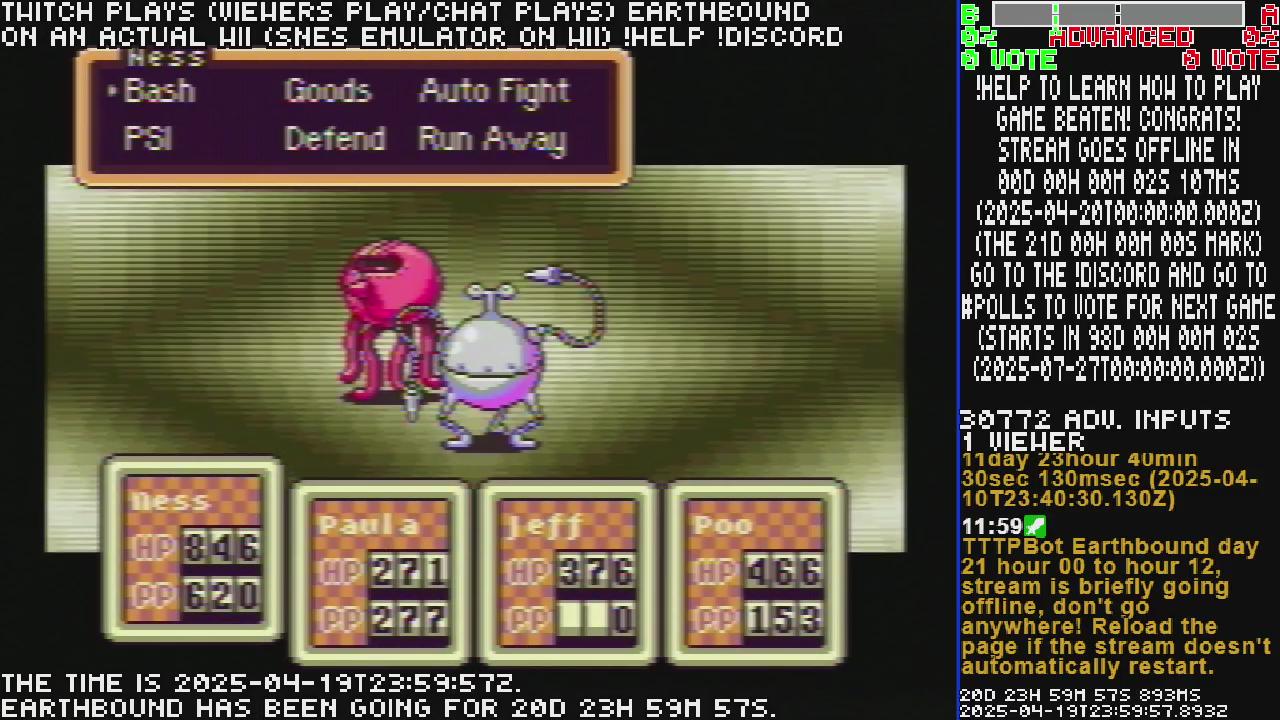 TWITCH PLAYS (VIEWERS PLAY/CHAT PLAYS) EARTHBOUND
ON AN ACTUAL WII (SNES EMULATOR ON WII) !HELP !DISCORD
Ness
•Bash Goods Auto Fight
PSI Defend Run Away
Ness
HP 846
PP 620
Paula
HP 271
PP 277
Jeff
HP 376
PP 0
Poo
HP 466
PP 153
THE TIME IS 2025-04-19T23:59:57Z.
EARTHBOUND HAS BEEN GOING FOR 20D 23H 59M 57S.
B A
0% ADVANCED 0%
0 VOTE 0 VOTE
!HELP TO LEARN HOW TO PLAY
GAME BEATEN! CONGRATS!
STREAM GOES OFFLINE IN
00D 00H 00M 02S 107MS
(2025-04-20T00:00:00.000Z)
(THE 21D 00H 00M 00S MARK)
GO TO THE !DISCORD AND GO TO
#POLLS TO VOTE FOR NEXT GAME
(STARTS IN 98D 00H 00M 02S
(2025-07-27T00:00:00.000Z))
30772 ADV. INPUTS
1 VIEWER
11day 23hour 40min
30sec 130msec (2025-04-
10T23:40:30.130Z)
11:59
TTTPBot Earthbound day
21 hour 00 to hour 12,
stream is briefly going
offline, don't go
anywhere! Reload the
page if the stream doesn't
automatically restart.
20D 23H 59M 57S 893MS
2025-04-19T23:59:57.893Z